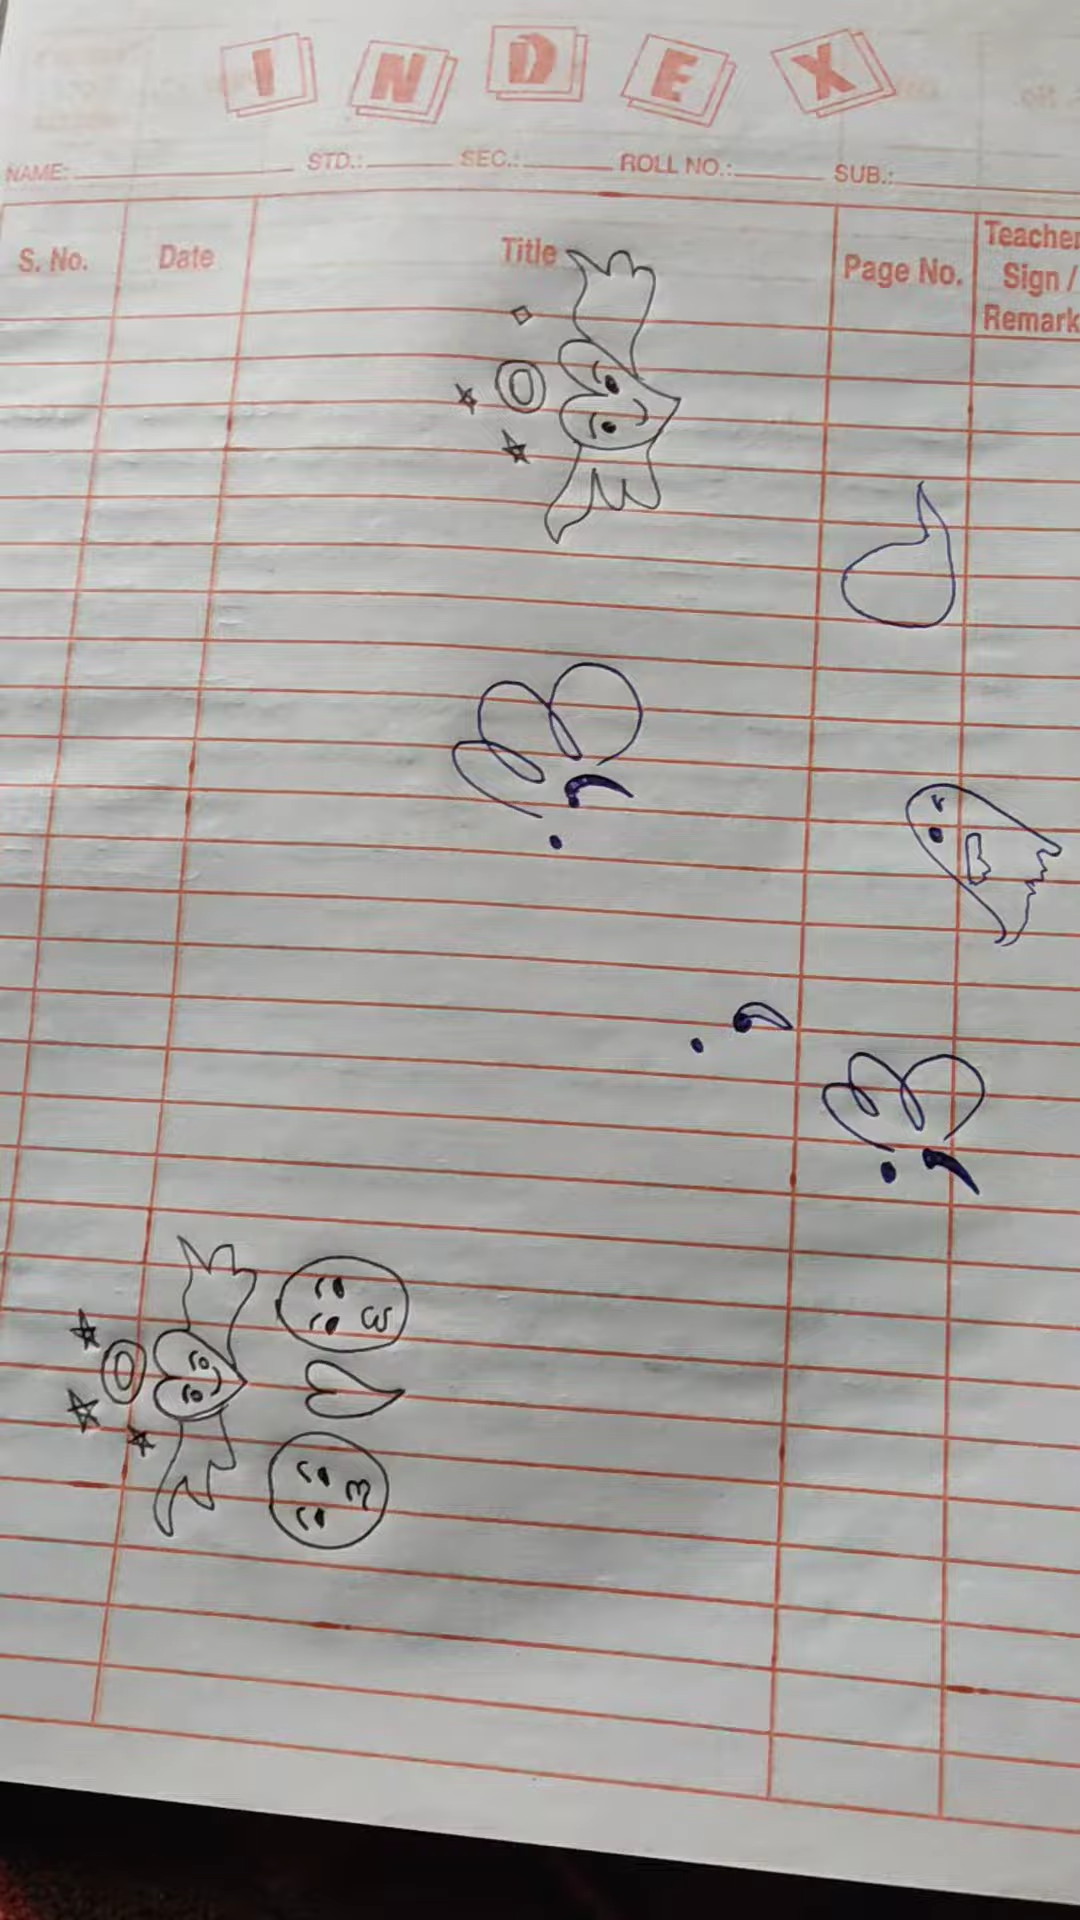 INDEX
NAME: STD.: SEC.: ROLL NO.: SUB.:
S. No. Date Title Page No. Teacher Sign / Remark